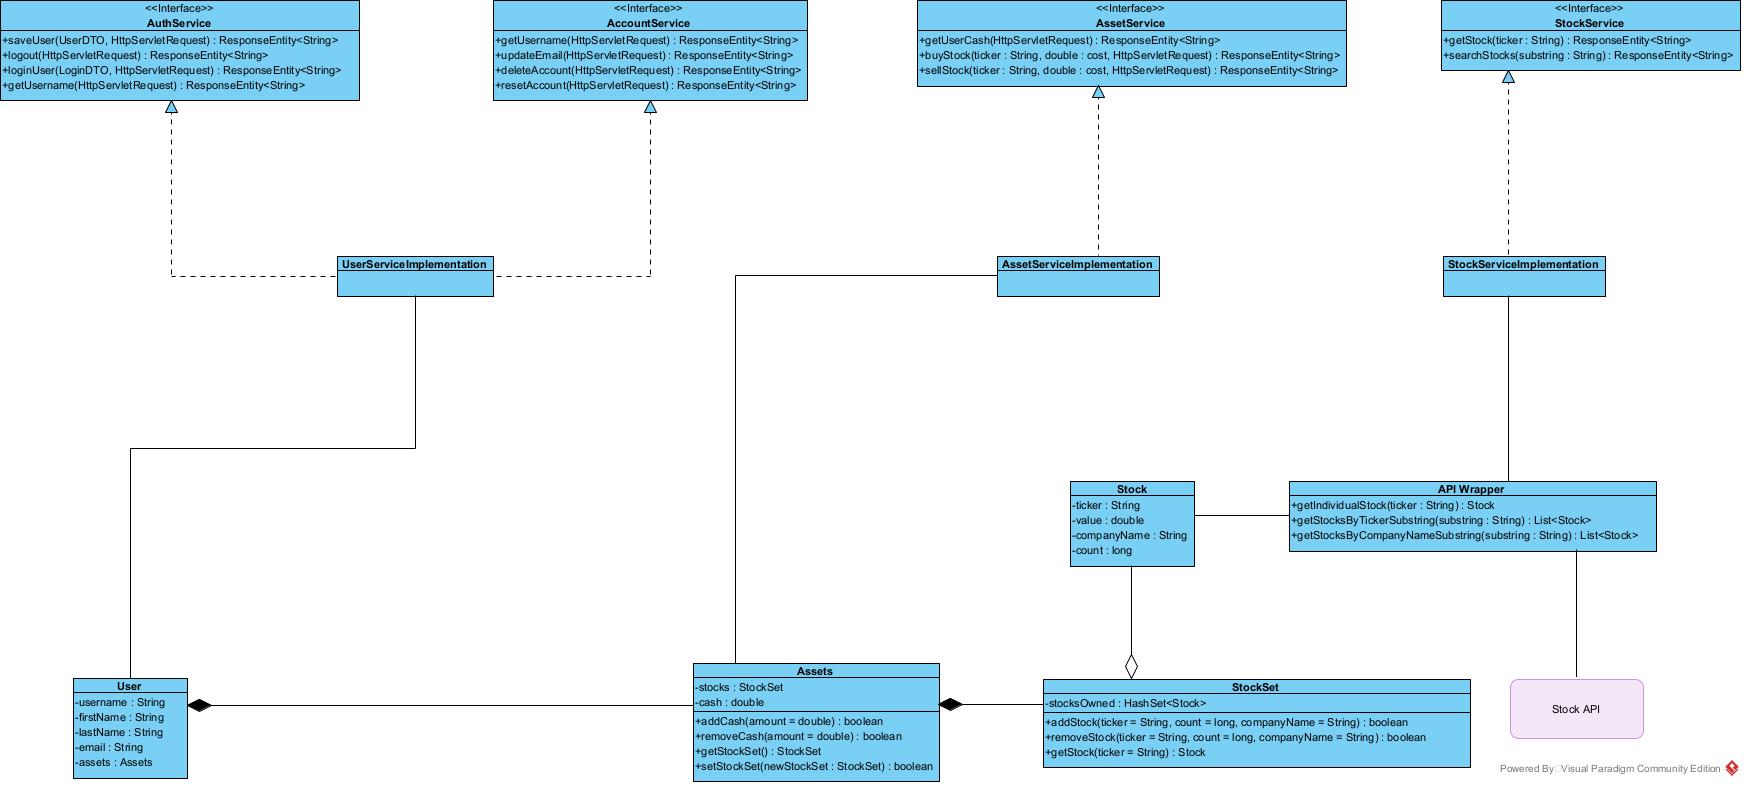 <<Interface>>
AuthService
+saveUser(UserDTO, HttpServletRequest) : ResponseEntity<String>
+logout(HttpServletRequest) : ResponseEntity<String>
+loginUser(LoginDTO, HttpServletRequest) : ResponseEntity<String>
+getUsername(HttpServletRequest) : ResponseEntity<String>
<<Interface>>
AccountService
+getUsername(HttpServletRequest) : ResponseEntity<String>
+updateEmail(HttpServletRequest) : ResponseEntity<String>
+deleteAccount(HttpServletRequest) : ResponseEntity<String>
+resetAccount(HttpServletRequest) : ResponseEntity<String>
<<Interface>>
AssetService
+getUserCash(HttpServletRequest) : ResponseEntity<String>
+buyStock(ticker : String, double : cost, HttpServletRequest) : ResponseEntity<String>
+sellStock(ticker : String, double : cost, HttpServletRequest) : ResponseEntity<String>
<<Interface>>
StockService
+getStock(ticker : String) : ResponseEntity<String>
+searchStocks(substring : String) : ResponseEntity<String>
UserServiceImplementation
AssetServiceImplementation
StockServiceImplementation
Stock
-ticker : String
-value : double
-companyName : String
-count : long
API Wrapper
+getIndividualStock(ticker : String) : Stock
+getStocksByTickerSubstring(substring : String) : List<Stock>
+getStocksByCompanyNameSubstring(substring : String) : List<Stock>
User
-username : String
-firstName : String
-lastName : String
-email : String
-assets : Assets
Assets
-stocks : StockSet
-cash : double
+addCash(amount = double) : boolean
+removeCash(amount = double) : boolean
+getStockSet() : StockSet
+setStockSet(newStockSet : StockSet) : boolean
StockSet
-stocksOwned : HashSet<Stock>
+addStock(ticker = String, count = long, companyName = String) : boolean
+removeStock(ticker = String, count = long, companyName = String) : boolean
+getStock(ticker = String) : Stock
Stock API
Powered By Visual Paradigm Community Edition